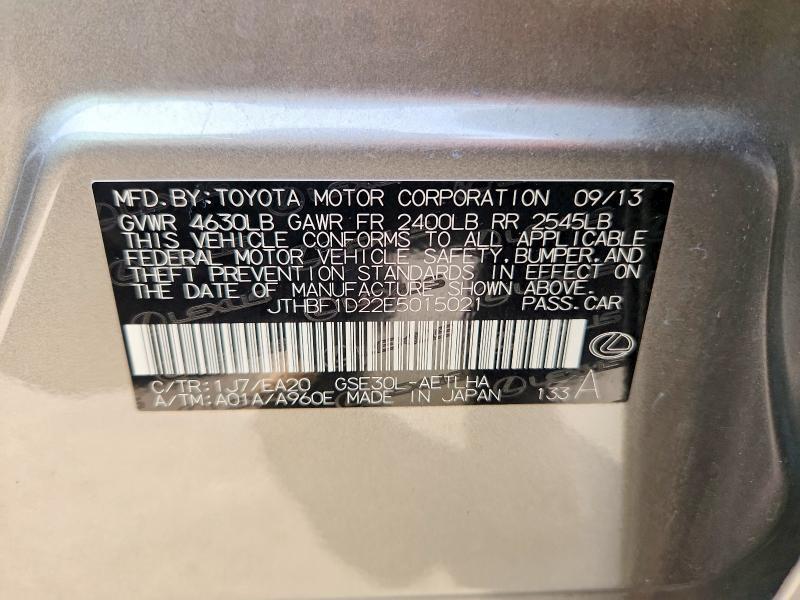 MFD.BY:TOYOTA MOTOR CORPORATION 09/13
GVWR 4630LB GAWR FR 2400LB RR 2545LB
THIS VEHICLE CONFORMS TO ALL APPLICABLE
FEDERAL MOTOR VEHICLE SAFETY,BUMPER,AND
THEFT PREVENTION STANDARDS IN EFFECT ON
THE DATE OF MANUFACTURE SHOWN ABOVE.
JTHBF1D22E5015021 PASS.CAR
C/TR:1J7/EA20 GSE30L-AETLHA
A/TM:A01A/A960E MADE IN JAPAN 133 A